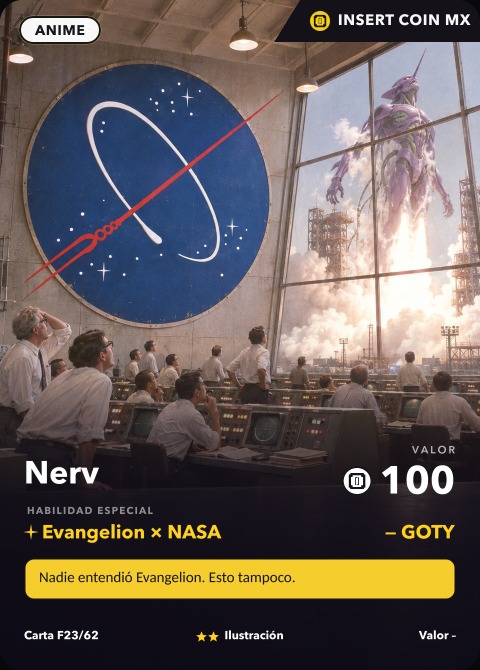 ANIME
INSERT COIN MX
Nerv
VALOR
100
HABILIDAD ESPECIAL
Evangelion × NASA
– GOTY
Nadie entendió Evangelion. Esto tampoco.
Carta F23/62
★★ Ilustración
Valor –